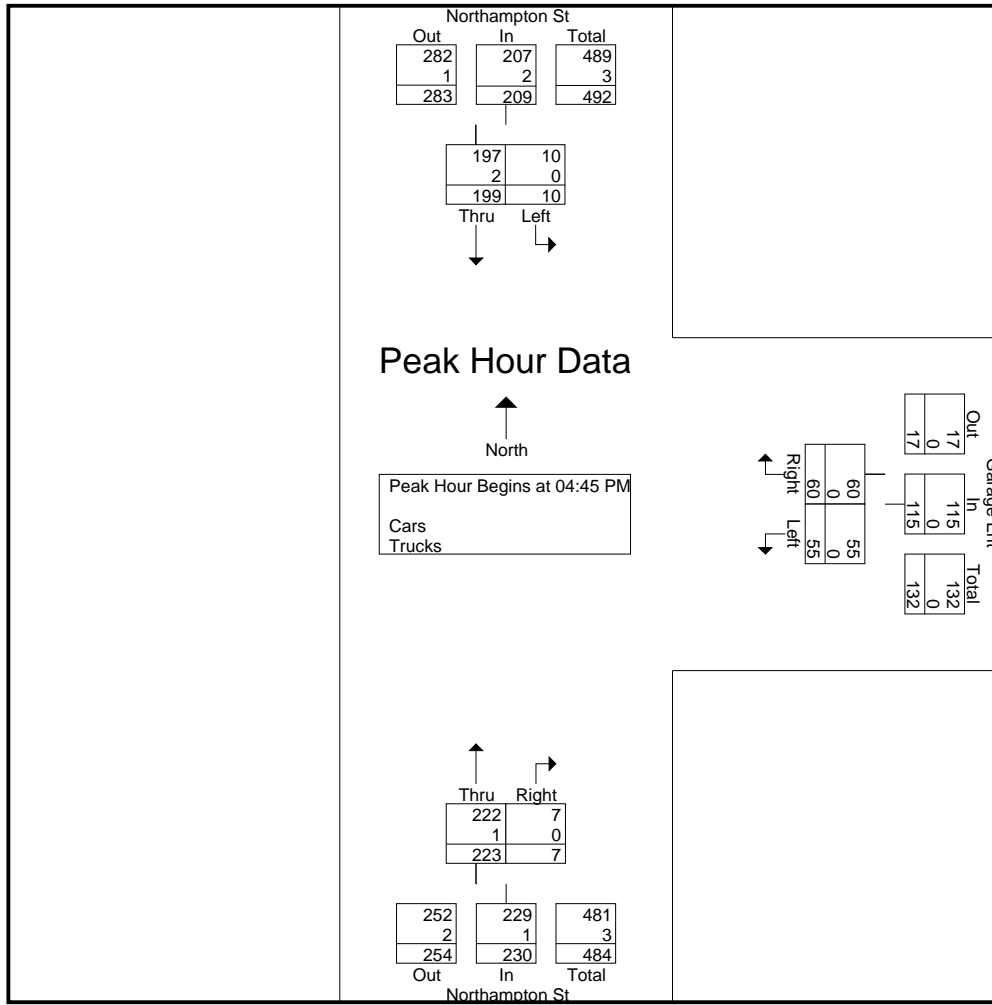 Northampton St
Out In Total
282 207 489
1 2 3
283 209 492
197 10
2 0
199 10
Thru Left
Peak Hour Data
North
Peak Hour Begins at 04:45 PM
Cars
Trucks
Right
60
0
60
Left
55
0
55
Out
17
0
17
In
115
0
115
Total
132
0
132
Thru Right
222 7
1 0
223 7
252 229 481
2 1 3
254 230 484
Out In Total
Northampton St